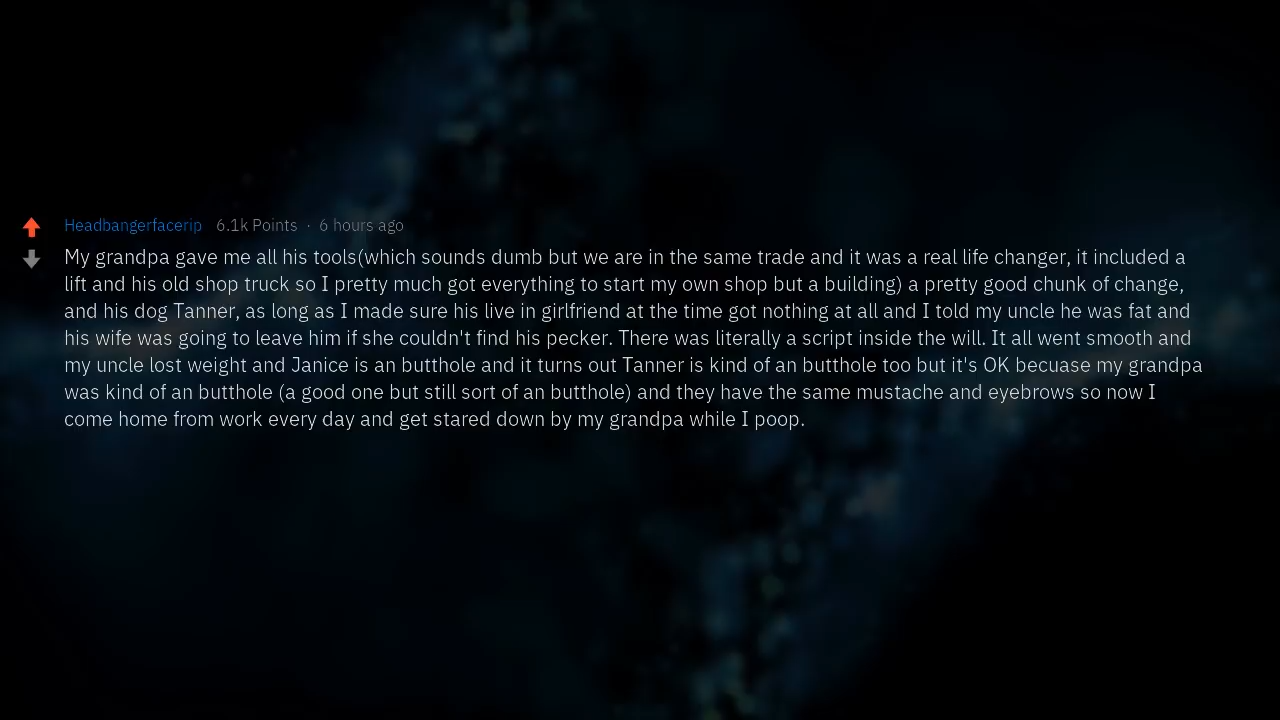 Headbangerfacerip 6.1k Points · 6 hours ago
My grandpa gave me all his tools(which sounds dumb but we are in the same trade and it was a real life changer, it included a
lift and his old shop truck so I pretty much got everything to start my own shop but a building) a pretty good chunk of change,
and his dog Tanner, as long as I made sure his live in girlfriend at the time got nothing at all and I told my uncle he was fat and
his wife was going to leave him if she couldn't find his pecker. There was literally a script inside the will. It all went smooth and
my uncle lost weight and Janice is an butthole and it turns out Tanner is kind of an butthole too but it's OK becuase my grandpa
was kind of an butthole (a good one but still sort of an butthole) and they have the same mustache and eyebrows so now I
come home from work every day and get stared down by my grandpa while I poop.